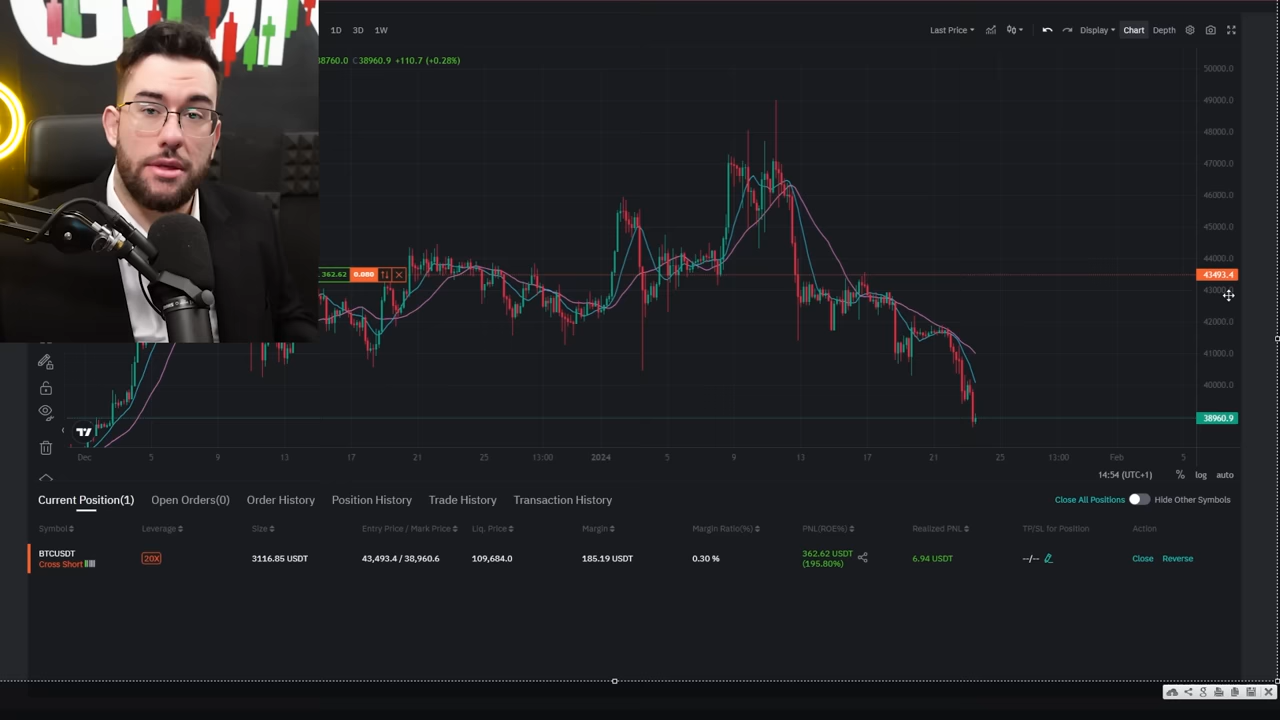 1D 3D 1W
Last Price
Display Chart Depth
38760.0 C38960.9 +110.7 (+0.28%)
50000.0
49000.0
48000.0
47000.0
46000.0
45000.0
44000.0
362.62 0.080
43493.4
43000.0
42000.0
41000.0
40000.0
38960.9
Dec 5 9 13 17 21 25 13:00 2024 5 9 13 17 21 25 13:00 Feb 5
14:54 (UTC+1) % log auto
Current Position(1) Open Orders(0) Order History Position History Trade History Transaction History
Close All Positions Hide Other Symbols
Symbol Leverage Size Entry Price / Mark Price Liq. Price Margin Margin Ratio(%) PNL(ROE%) Realized PNL TP/SL for Position Action
BTCUSDT
Cross Short
20X 3116.85 USDT 43,493.4 / 38,960.6 109,684.0 185.19 USDT 0.30 % 362.62 USDT
(195.80%)
6.94 USDT --/-- Close Reverse